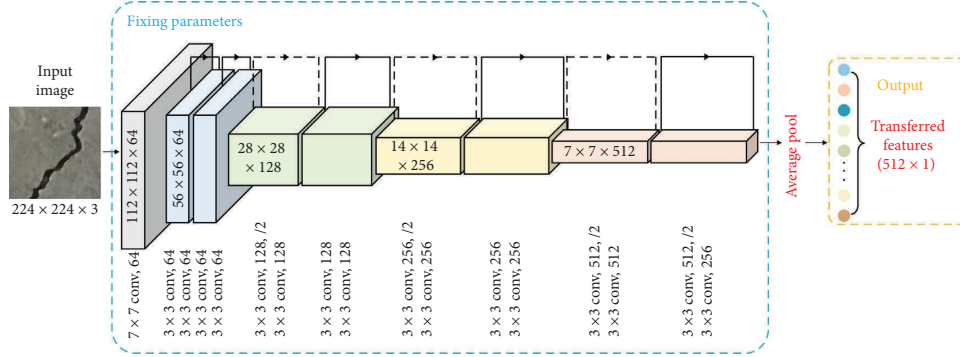 Fixing parameters
Input
image
224 × 224 × 3
112 × 112 × 64
56 × 56 × 64
28 × 28
× 128
14 × 14
× 256
7 × 7 × 512
7 × 7 conv, 64
3 × 3 conv, 64
3 × 3 conv, 64
3 × 3 conv, 64
3 × 3 conv, 64
3 × 3 conv, 128, /2
3 × 3 conv, 128
3 × 3 conv, 128
3 × 3 conv, 128
3 × 3 conv, 256, /2
3 × 3 conv, 256
3 × 3 conv, 256
3 × 3 conv, 256
3 ×3 conv, 512, /2
3 ×3 conv, 512
3 ×3 conv, 512, /2
3 ×3 conv, 256
Average pool
Output
Transferred
features
(512 × 1)